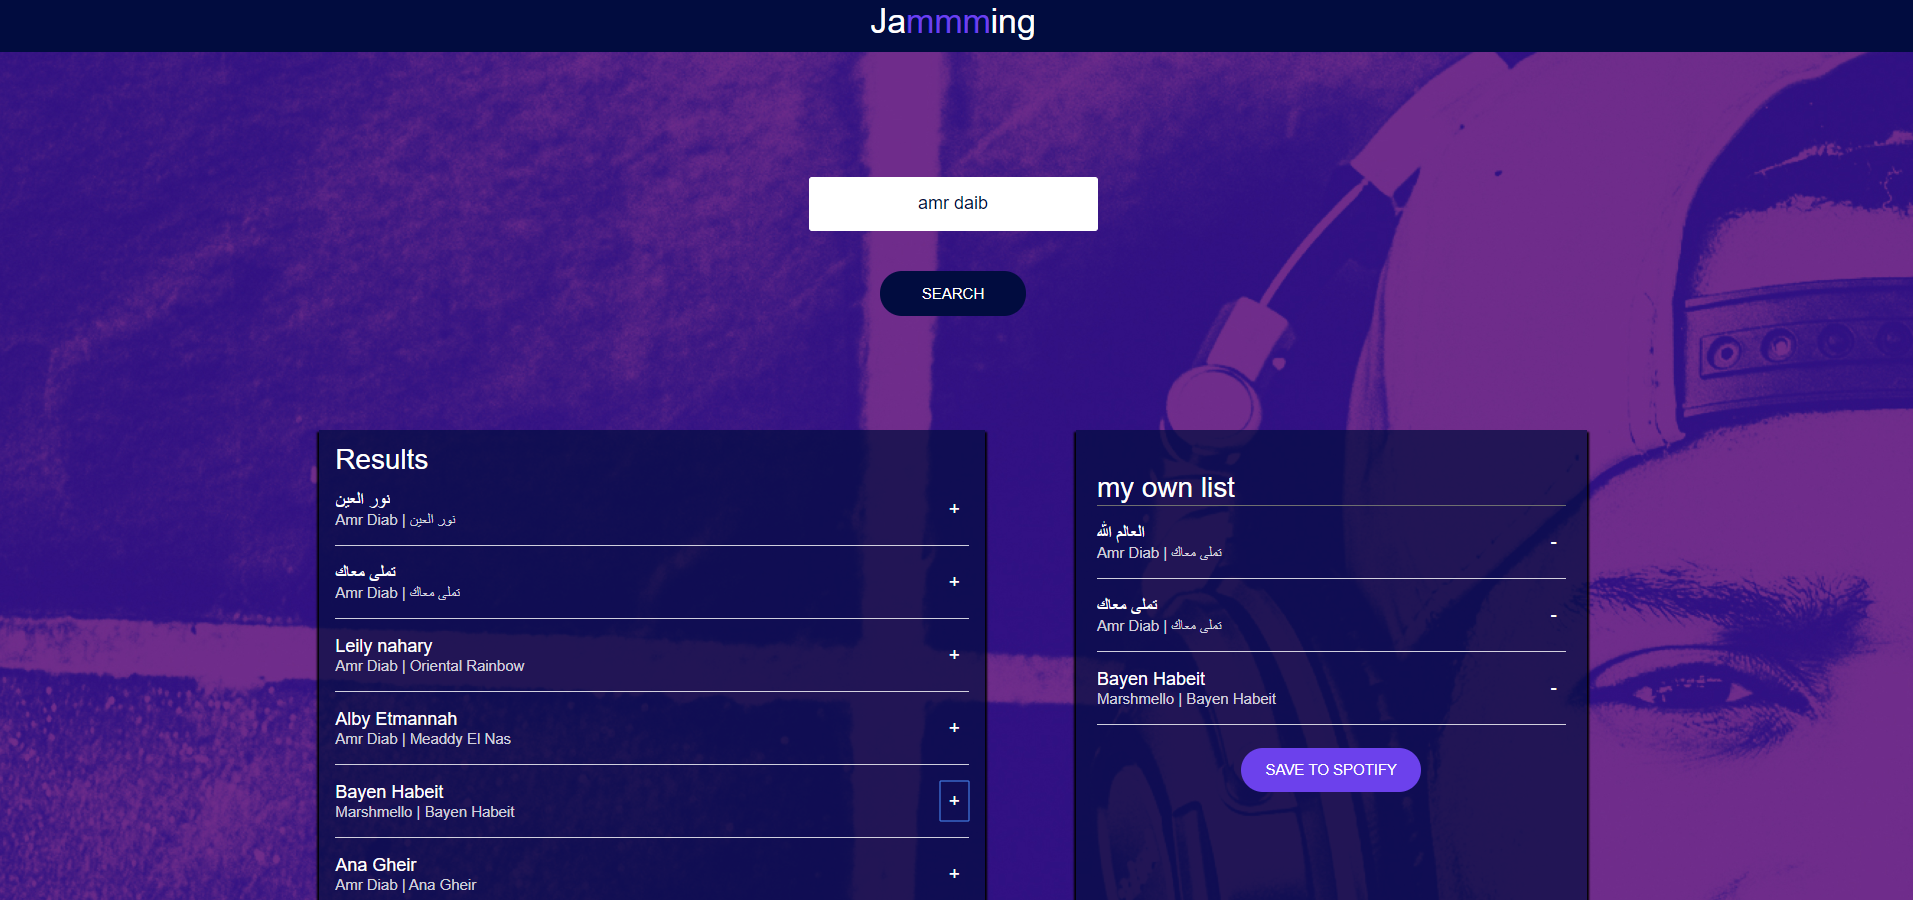 Jammming
amr daib
SEARCH
Results
نور العين
Amr Diab | نور العين
+
تملى معاك
Amr Diab | تملى معاك
+
Leily nahary
Amr Diab | Oriental Rainbow
+
Alby Etmannah
Amr Diab | Meaddy El Nas
+
Bayen Habeit
Marshmello | Bayen Habeit
+
Ana Gheir
Amr Diab | Ana Gheir
+
my own list
العالم الله
Amr Diab | تملى معاك
-
تملى معاك
Amr Diab | تملى معاك
-
Bayen Habeit
Marshmello | Bayen Habeit
-
SAVE TO SPOTIFY